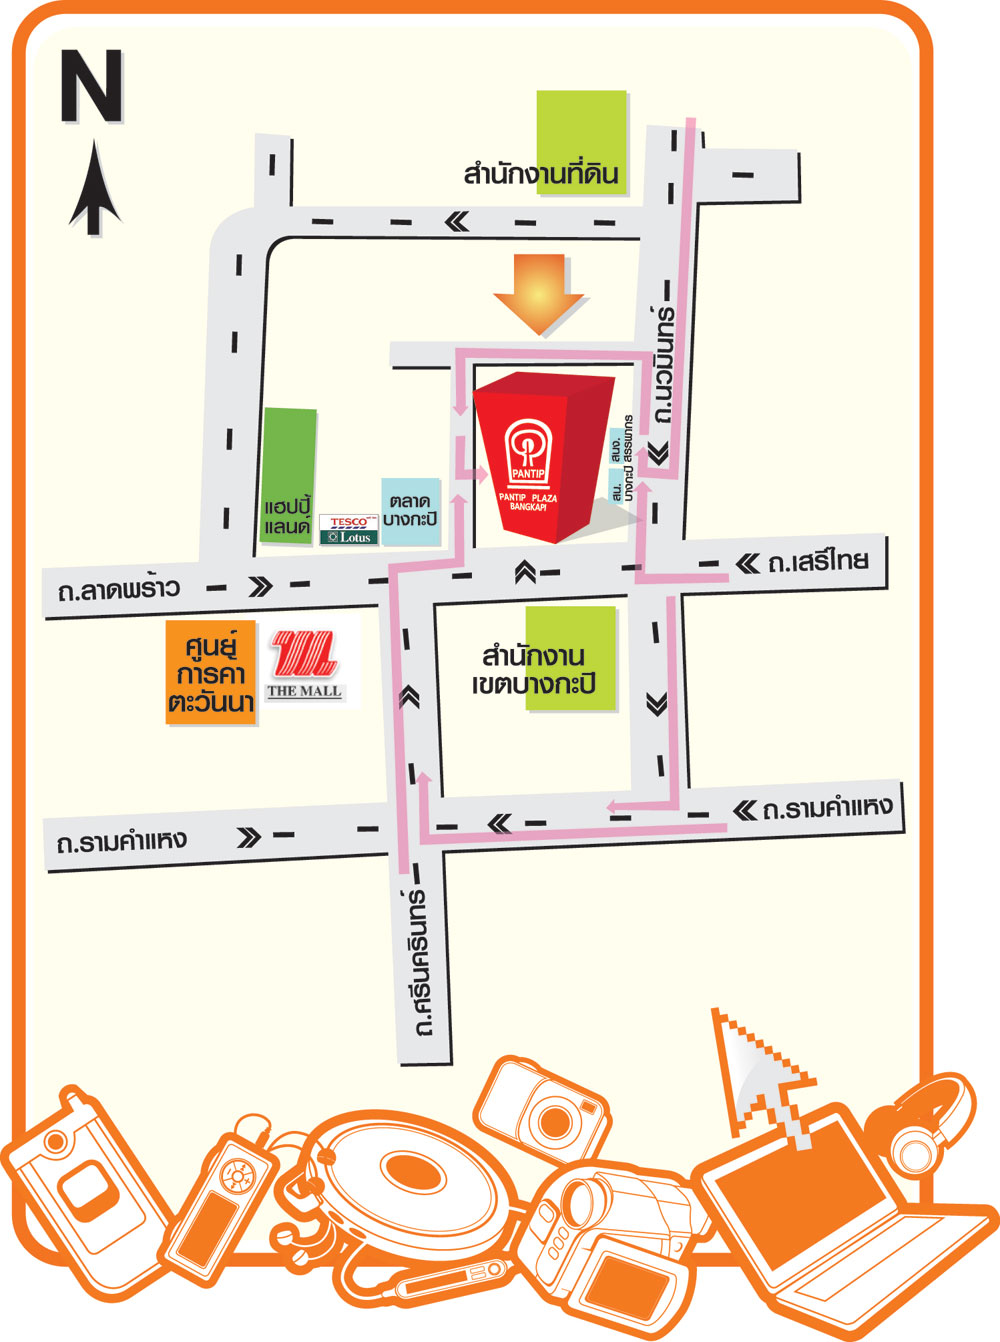 N
สำนักงานที่ดิน
ถ.นวมินทร์
PANTIP
PANTIP PLAZA
BANGKAPI
สนง.
สรรพากร
สน.
บางกะปิ
แฮปปี้
แลนด์
TESCO
Lotus
ตลาด
บางกะปิ
ถ.เสรีไทย
ถ.ลาดพร้าว
ศูนย์
การค้า
ตะวันนา
THE MALL
สำนักงาน
เขตบางกะปิ
ถ.รามคำแหง
ถ.รามคำแหง
ถ.ศรีนครินทร์